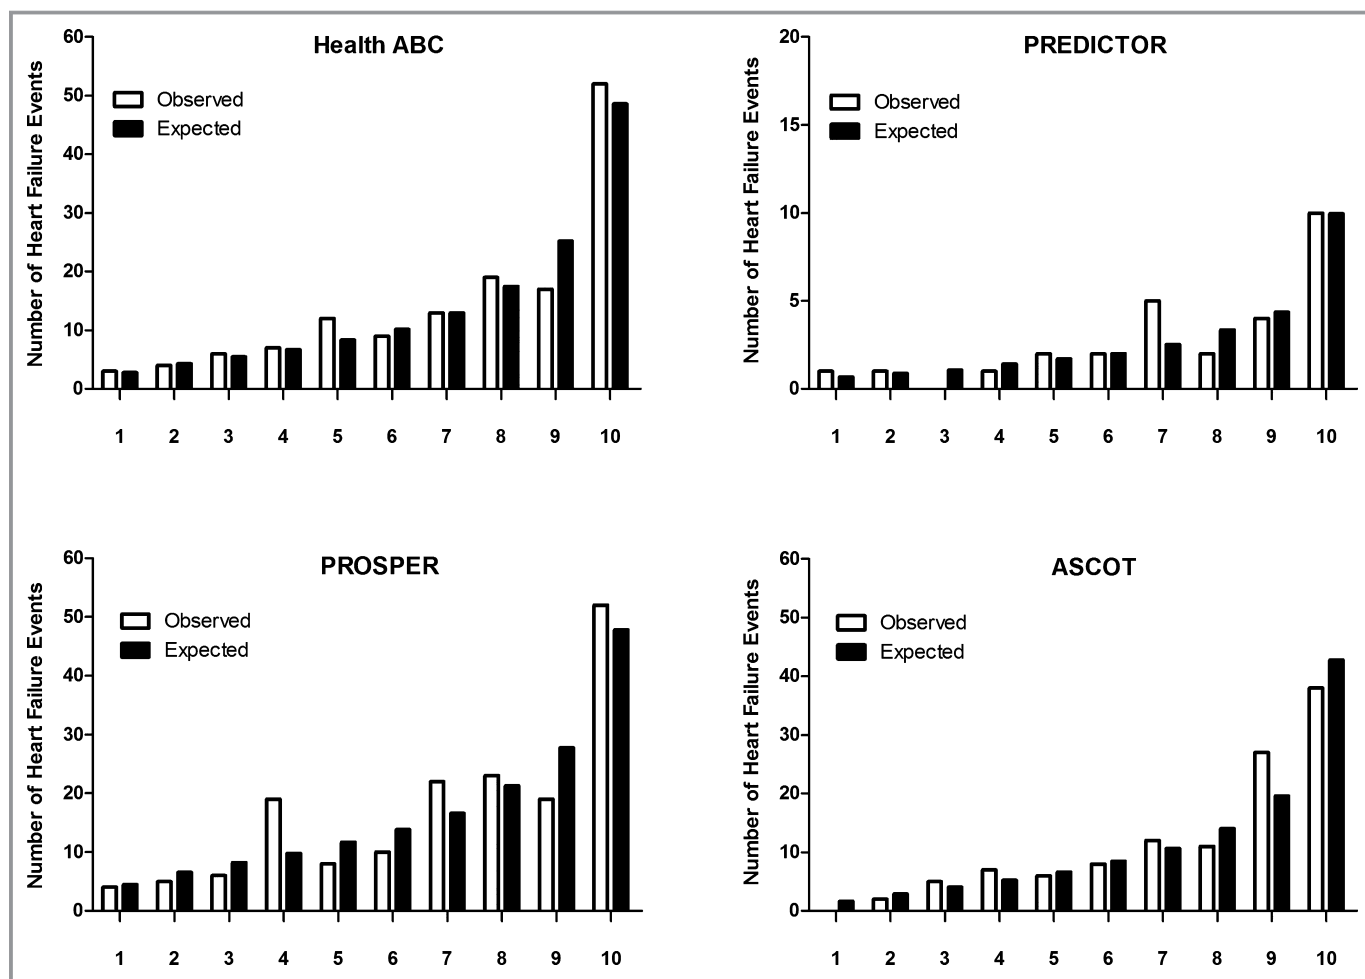 Health ABC
Number of Heart Failure Events
60
50
40
30
20
10
0
Observed
Expected
1 2 3 4 5 6 7 8 9 10
PREDICTOR
Number of Heart Failure Events
20
15
10
5
0
Observed
Expected
1 2 3 4 5 6 7 8 9 10
PROSPER
Number of Heart Failure Events
60
50
40
30
20
10
0
Observed
Expected
1 2 3 4 5 6 7 8 9 10
ASCOT
Number of Heart Failure Events
60
50
40
30
20
10
0
Observed
Expected
1 2 3 4 5 6 7 8 9 10